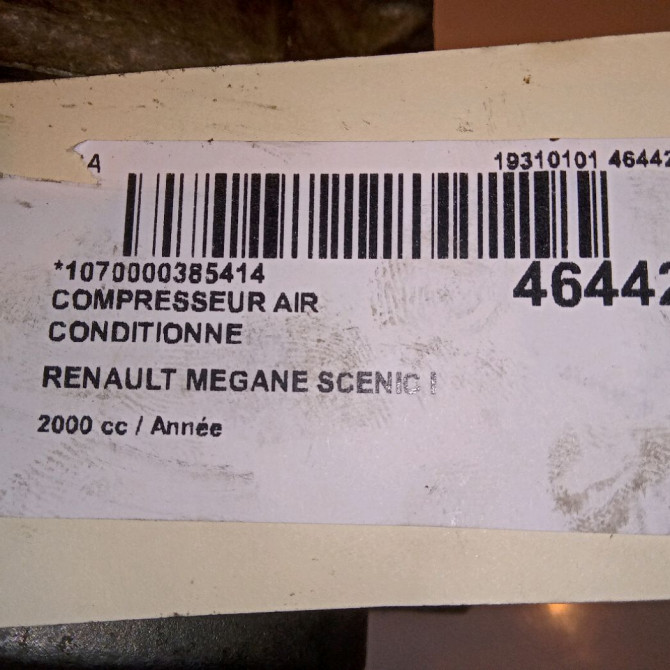 4
19310101 46442
*1070000385414
46442
COMPRESSEUR AIR
CONDITIONNE
RENAULT MEGANE SCENIC I
2000 cc / Année